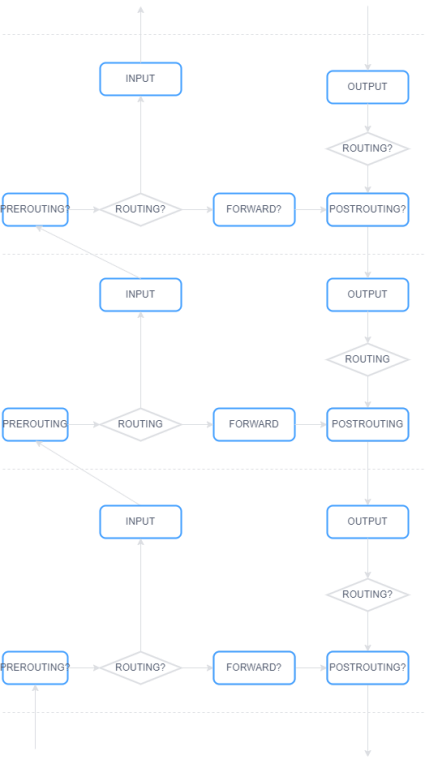 INPUT
OUTPUT
ROUTING?
PREROUTING?
ROUTING?
FORWARD?
POSTROUTING?
INPUT
OUTPUT
ROUTING
PREROUTING
ROUTING
FORWARD
POSTROUTING
INPUT
OUTPUT
ROUTING?
PREROUTING?
ROUTING?
FORWARD?
POSTROUTING?